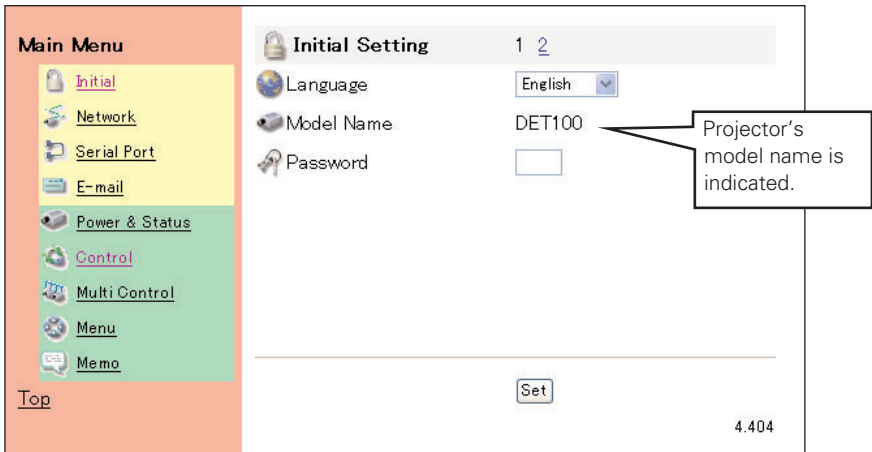 Main Menu
Initial
Network
Serial Port
E-mail
Power & Status
Control
Multi Control
Menu
Memo
Top
Initial Setting 1 2
Language English
Model Name DET100
Password
Projector's
model name is
indicated.
Set
4.404